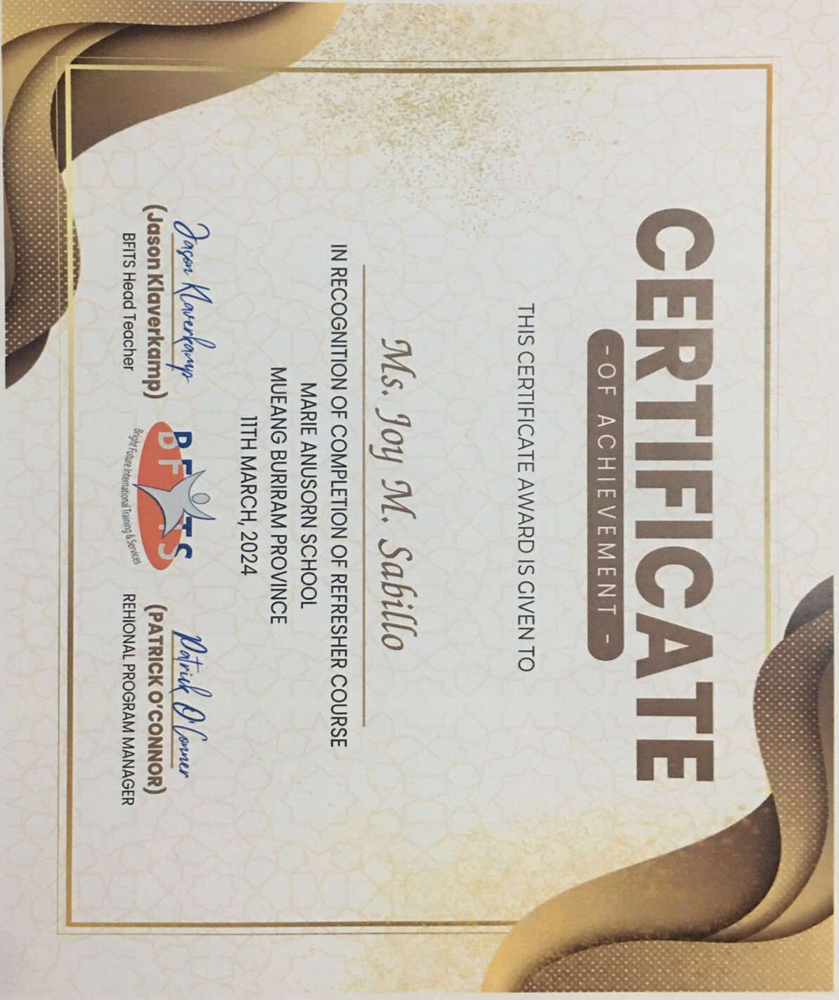 CERTIFICATE
- OF ACHIEVEMENT -
THIS CERTIFICATE AWARD IS GIVEN TO
Ms. Joy M. Sabillo
IN RECOGNITION OF COMPLETION OF REFRESHER COURSE
MARIE ANUSORN SCHOOL
MUEANG BURIRAM PROVINCE
11TH MARCH, 2024
Jason Klaverkamp
(Jason Klaverkamp)
BFITS Head Teacher
BFITS
Bright Future International Training & Services
Patrick O'Conner
(PATRICK O'CONNOR)
REHIONAL PROGRAM MANAGER